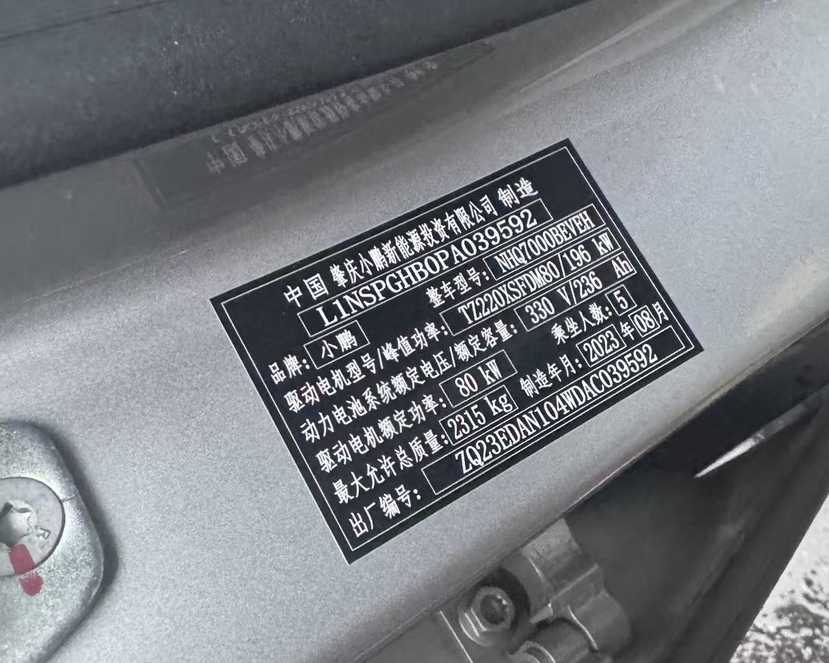 中国 肇庆小鹏新能源投资有限公司 制造
L1NSPGHB0PA039592
品牌: 小鹏 整车型号: NHQ7000BEVEH
驱动电机型号/峰值功率: TZ220XSFDM80/196 kW
动力电池系统额定电压/额定容量: 330 V/236 Ah
驱动电机额定功率: 80 kW 乘坐人数: 5
最大允许总质量: 2315 kg 制造年月: 2023 年 08 月
出厂编号: ZQ23EDAN104WDAC039592